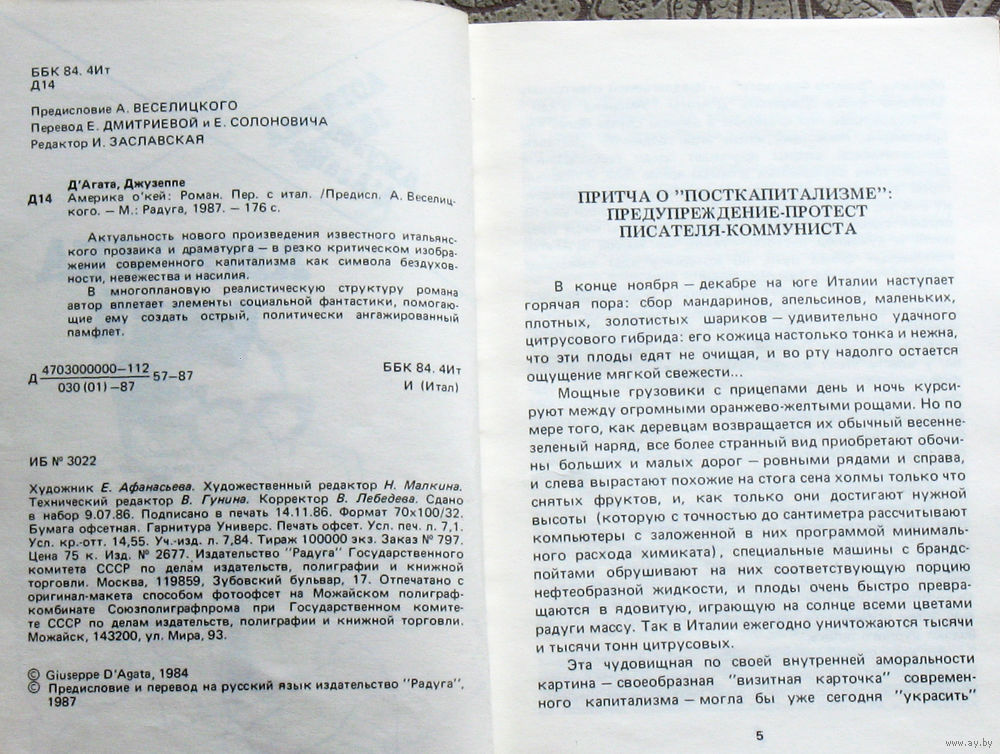 ББК 84. 4Ит
Д14
Предисловие А. ВЕСЕЛИЦКОГО
Перевод Е. ДМИТРИЕВОЙ и Е. СОЛОНОВИЧА
Редактор И. ЗАСЛАВСКАЯ
Д'Агата, Джузеппе
Д14 Америка о'кей: Роман. Пер. с итал. /Предисл. А. Веселиц-
кого. – М.: Радуга, 1987. – 176 с.
Актуальность нового произведения известного итальянс-
кого прозаика и драматурга – в резко критическом изобра-
жении современного капитализма как символа бездухов-
ности, невежества и насилия.
В многоплановую реалистическую структуру романа
автор вплетает элементы социальной фантастики, помогаю-
щие ему создать острый, политически ангажированный
памфлет.
Д 4703000000–112 57–87
030 (01) –87
ББК 84. 4Ит
И (Итал)
ИБ № 3022
Художник Е. Афанасьева. Художественный редактор Н. Малкина.
Технический редактор В. Гунина. Корректор В. Лебедева. Сдано
в набор 9.07.86. Подписано в печать 14.11.86. Формат 70х100/32.
Бумага офсетная. Гарнитура Универс. Печать офсет. Усл. печ. л. 7,1.
Усл. кр.-отт. 14,55. Уч.-изд. л. 7,84. Тираж 100000 экз. Заказ № 797.
Цена 75 к. Изд. № 2677. Издательство "Радуга" Государственного
комитета СССР по делам издательств, полиграфии и книжной
торговли. Москва, 119859, Зубовский бульвар, 17. Отпечатано с
оригинал-макета способом фотоофсет на Можайском полиграф-
комбинате Союзполиграфпрома при Государственном комите-
те СССР по делам издательств, полиграфии и книжной торговли.
Можайск, 143200, ул. Мира, 93.
© Giuseppe D'Agata, 1984
© Предисловие и перевод на русский язык издательство "Радуга",
1987
ПРИТЧА О "ПОСТКАПИТАЛИЗМЕ":
ПРЕДУПРЕЖДЕНИЕ-ПРОТЕСТ
ПИСАТЕЛЯ-КОММУНИСТА
В конце ноября – декабре на юге Италии наступает
горячая пора: сбор мандаринов, апельсинов, маленьких,
плотных, золотистых шариков – удивительно удачного
цитрусового гибрида: его кожица настолько тонка и нежна,
что эти плоды едят не очищая, и во рту надолго остается
ощущение мягкой свежести...
Мощные грузовики с прицепами день и ночь курси-
руют между огромными оранжево-желтыми рощами. Но по
мере того, как деревцам возвращается их обычный весенне-
зеленый наряд, все более странный вид приобретают обочи-
ны больших и малых дорог – ровными рядами и справа,
и слева вырастают похожие на стога сена холмы только что
снятых фруктов, и, как только они достигают нужной
высоты (которую с точностью до сантиметра рассчитывают
компьютеры с заложенной в них программой минималь-
ного расхода химиката), специальные машины с бранд-
спойтами обрушивают на них соответствующую порцию
нефтеобразной жидкости, и плоды очень быстро превра-
щаются в ядовитую, играющую на солнце всеми цветами
радуги массу. Так в Италии ежегодно уничтожаются тысячи
и тысячи тонн цитрусовых.
Эта чудовищная по своей внутренней аморальности
картина – своеобразная "визитная карточка" современ-
ного капитализма – могла бы уже сегодня "украсить"
5
www.ay.by